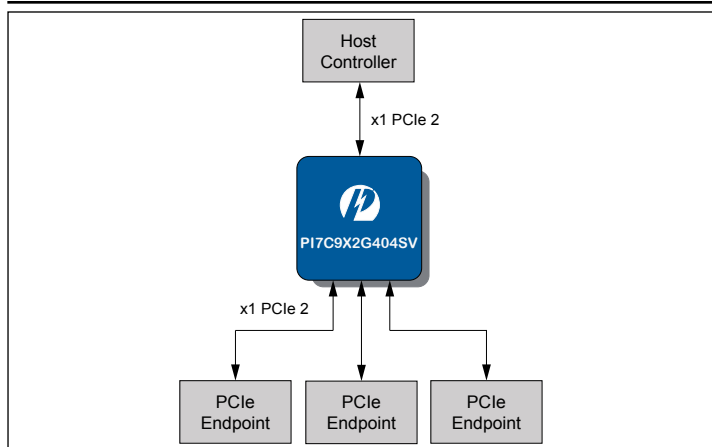 Host
Controller
x1 PCIe 2
PI7C9X2G404SV
x1 PCIe 2
PCIe
Endpoint
PCIe
Endpoint
PCIe
Endpoint